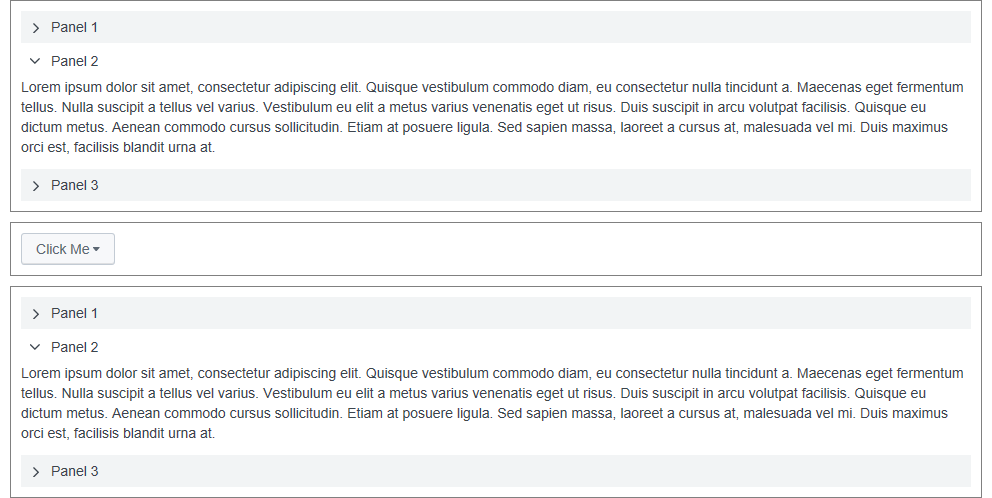 Panel 1
Panel 2
Lorem ipsum dolor sit amet, consectetur adipiscing elit. Quisque vestibulum commodo diam, eu consectetur nulla tincidunt a. Maecenas eget fermentum
tellus. Nulla suscipit a tellus vel varius. Vestibulum eu elit a metus varius venenatis eget ut risus. Duis suscipit in arcu volutpat facilisis. Quisque eu
dictum metus. Aenean commodo cursus sollicitudin. Etiam at posuere ligula. Sed sapien massa, laoreet a cursus at, malesuada vel mi. Duis maximus
orci est, facilisis blandit urna at.
Panel 3
Click Me
Panel 1
Panel 2
Lorem ipsum dolor sit amet, consectetur adipiscing elit. Quisque vestibulum commodo diam, eu consectetur nulla tincidunt a. Maecenas eget fermentum
tellus. Nulla suscipit a tellus vel varius. Vestibulum eu elit a metus varius venenatis eget ut risus. Duis suscipit in arcu volutpat facilisis. Quisque eu
dictum metus. Aenean commodo cursus sollicitudin. Etiam at posuere ligula. Sed sapien massa, laoreet a cursus at, malesuada vel mi. Duis maximus
orci est, facilisis blandit urna at.
Panel 3